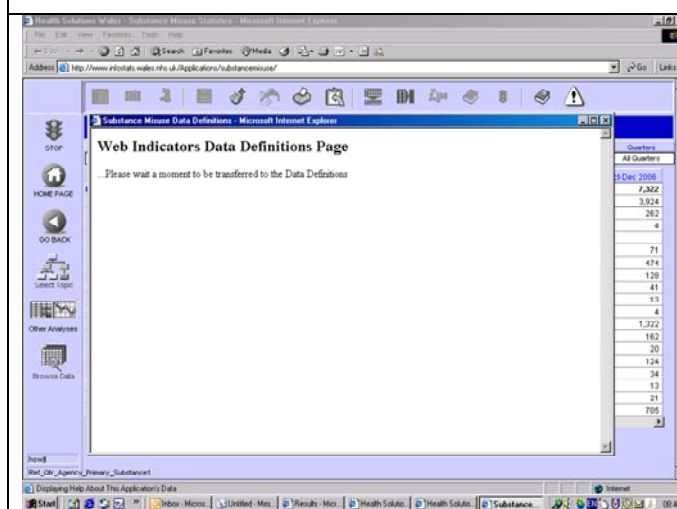 Health Solutions Wales - Substance Misuse Statistics - Microsoft Internet Explorer
File Edit View Favorites Tools Help
Search Favorites Media
Address http://www.infostats.wales.nhs.uk/Applications/substancemisuse/ Go Links
Substance Misuse Data Definitions - Microsoft Internet Explorer
Web Indicators Data Definitions Page
...Please wait a moment to be transferred to the Data Definitions
STOP
HOME PAGE
GO BACK
Select Topic
Other Analyses
Browse Data
Quarters
All Quarters
t-Dec 2006
7,322
3,924
262
4
71
474
128
41
13
4
1,322
162
20
124
34
13
21
705
howd
Ret_Qtr_Agency_Primary_Substance1
Displaying Help About This Application's Data
Internet
Start
Inbox - Micros...
Untitled - Mes...
Results - Micr...
Health Solutio...
Health Solutio...
Substance...